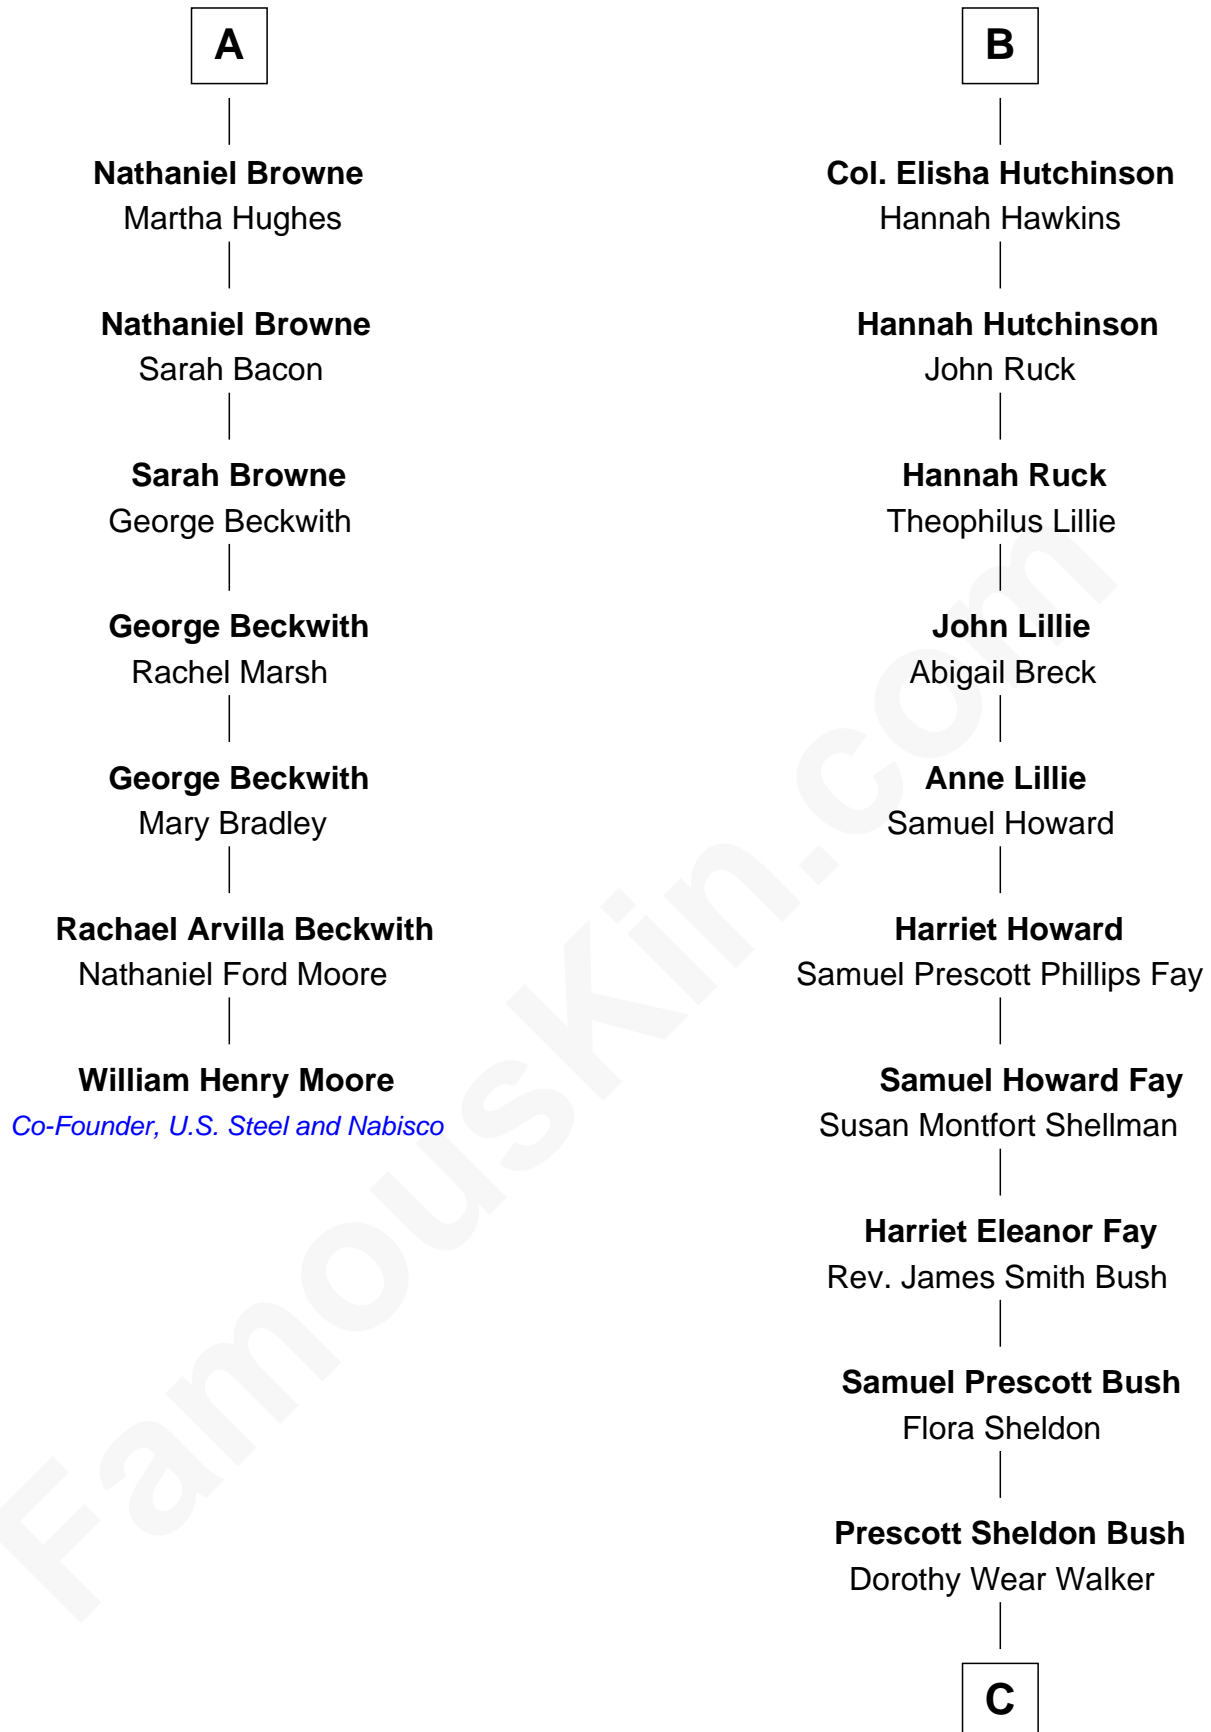 A
Nathaniel Browne
Martha Hughes
Nathaniel Browne
Sarah Bacon
Sarah Browne
George Beckwith
George Beckwith
Rachel Marsh
George Beckwith
Mary Bradley
Rachael Arvilla Beckwith
Nathaniel Ford Moore
William Henry Moore
Co-Founder, U.S. Steel and Nabisco
B
Col. Elisha Hutchinson
Hannah Hawkins
Hannah Hutchinson
John Ruck
Hannah Ruck
Theophilus Lillie
John Lillie
Abigail Breck
Anne Lillie
Samuel Howard
Harriet Howard
Samuel Prescott Phillips Fay
Samuel Howard Fay
Susan Montfort Shellman
Harriet Eleanor Fay
Rev. James Smith Bush
Samuel Prescott Bush
Flora Sheldon
Prescott Sheldon Bush
Dorothy Wear Walker
C
FamousKin.com